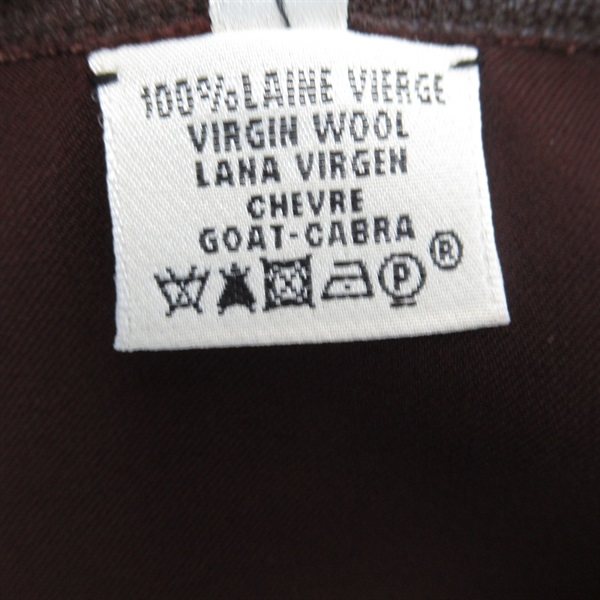 100% LAINE VIERGE
VIRGIN WOOL
LANA VIRGEN
CHEVRE
GOAT-CABRA
P ®